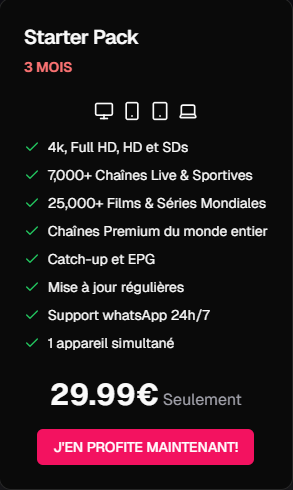 Starter Pack
3 MOIS
4k, Full HD, HD et SDs
7,000+ Chaînes Live & Sportives
25,000+ Films & Séries Mondiales
Chaînes Premium du monde entier
Catch-up et EPG
Mise à jour régulières
Support whatsApp 24h/7
1 appareil simultané
29.99€ Seulement
J'EN PROFITE MAINTENANT!